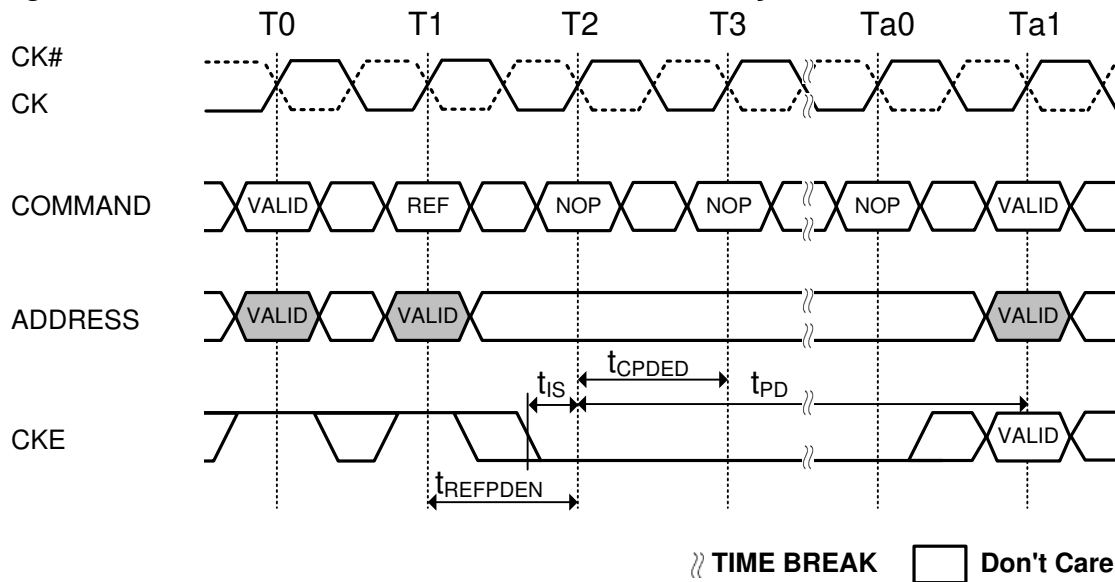 T0 T1 T2 T3 Ta0 Ta1
CK#
CK
COMMAND VALID REF NOP NOP NOP VALID
ADDRESS VALID VALID VALID
tIS tCPDED tPD
CKE VALID
tREFPDEN
TIME BREAK Don't Care